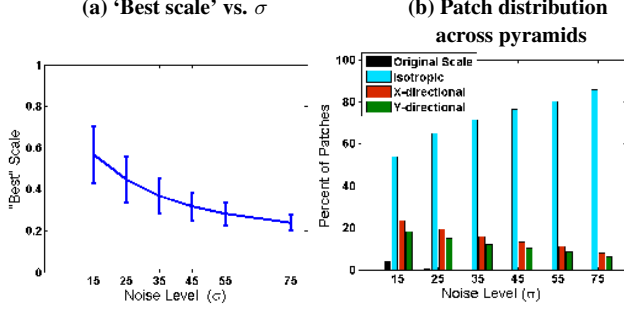 (a) ‘Best scale’ vs. σ
1
0.8
0.6
0.4
0.2
0
"Best" Scale
15 25 35 45 55 75
Noise Level (σ)
(b) Patch distribution
across pyramids
100
80
60
40
20
0
Percent of Patches
Original Scale
Isotropic
X-directional
Y-directional
15 25 35 45 55 75
Noise Level (σ)